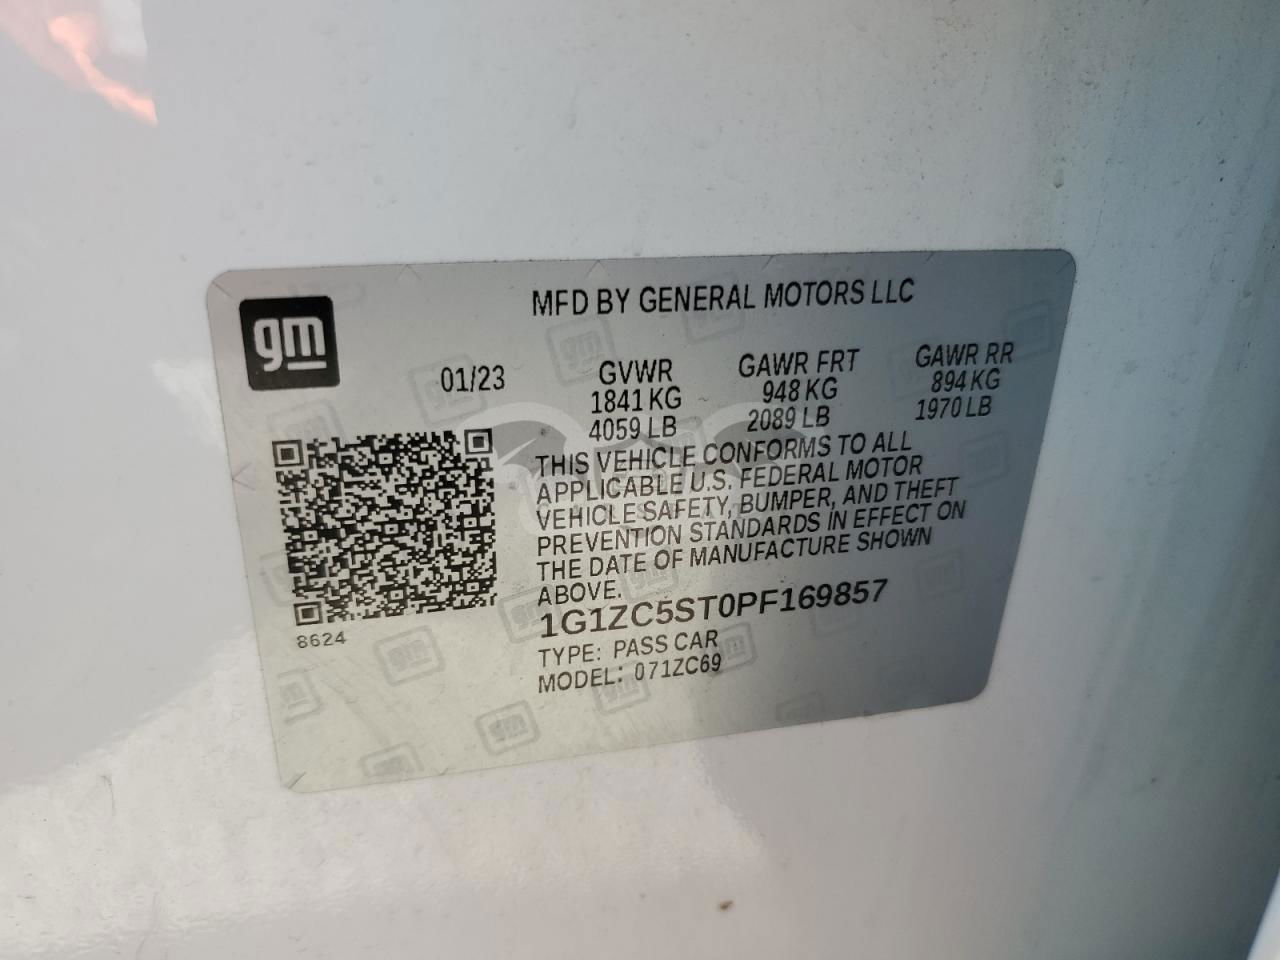 gm
MFD BY GENERAL MOTORS LLC
01/23
GVWR
1841 KG
4059 LB
GAWR FRT
948 KG
2089 LB
GAWR RR
894 KG
1970 LB
THIS VEHICLE CONFORMS TO ALL
APPLICABLE U.S. FEDERAL MOTOR
VEHICLE SAFETY, BUMPER, AND THEFT
PREVENTION STANDARDS IN EFFECT ON
THE DATE OF MANUFACTURE SHOWN
ABOVE.
1G1ZC5ST0PF169857
TYPE: PASS CAR
MODEL: 071ZC69
8624